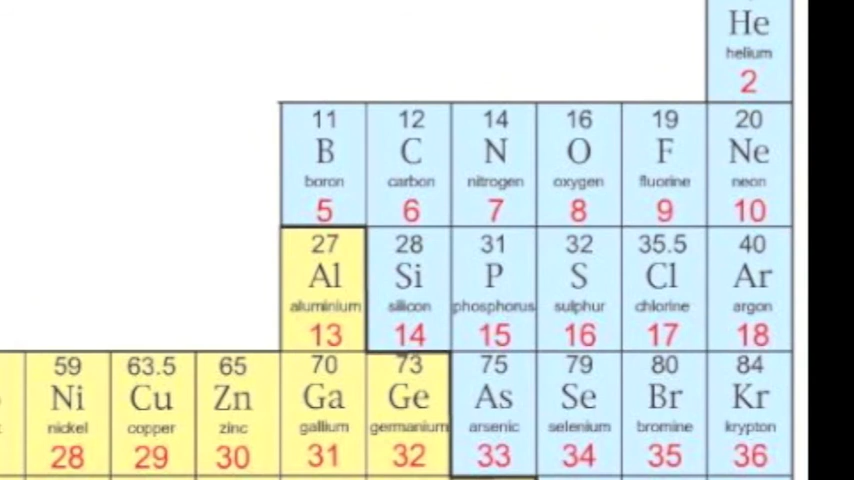 He
helium
2
11 12 14 16 19 20
B C N O F Ne
boron carbon nitrogen oxygen fluorine neon
5 6 7 8 9 10
27 28 31 32 35.5 40
Al Si P S Cl Ar
aluminium silicon phosphorus sulphur chlorine argon
13 14 15 16 17 18
59 63.5 65 70 73 75 79 80 84
Ni Cu Zn Ga Ge As Se Br Kr
nickel copper zinc gallium germanium arsenic selenium bromine krypton
28 29 30 31 32 33 34 35 36